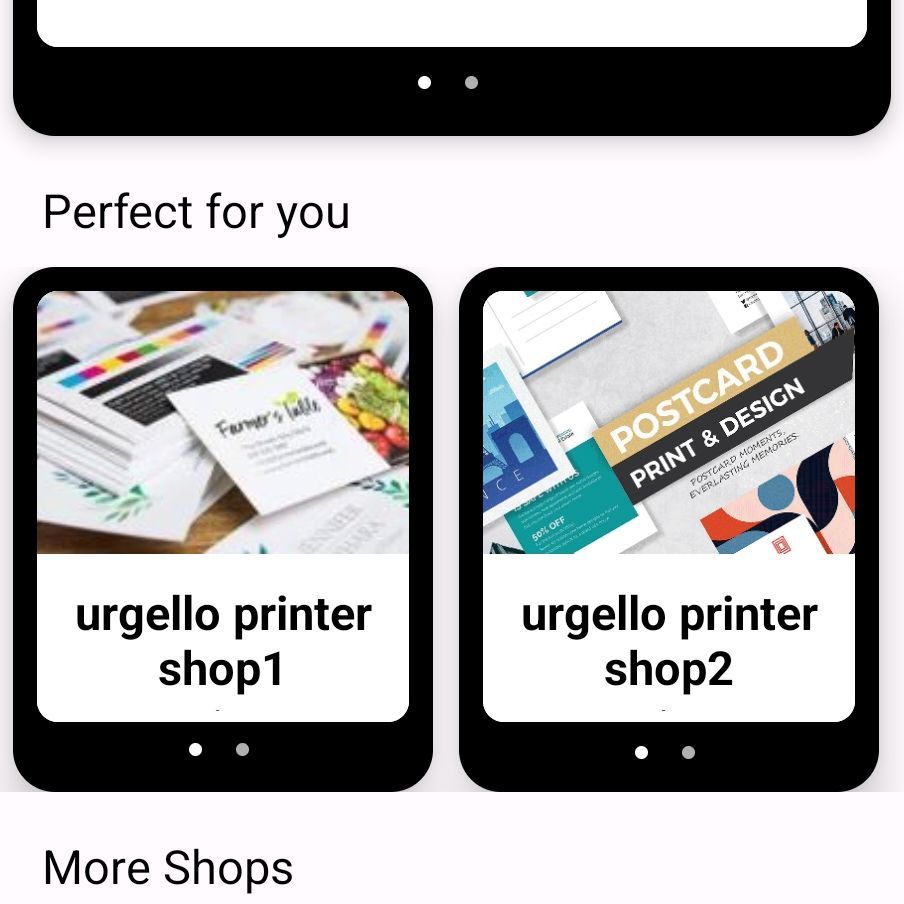 Perfect for you
Farmer's Table
POSTCARD
PRINT & DESIGN
POSTCARD MOMENTS,
EVERLASTING MEMORIES.
NCE
50% OFF
urgello printer
shop1
urgello printer
shop2
More Shops